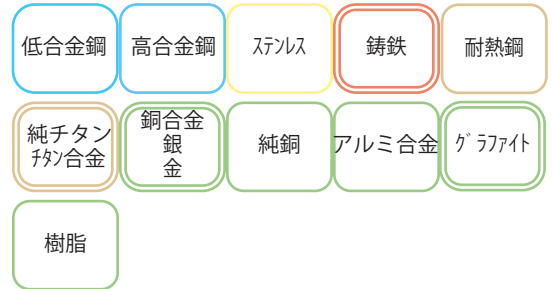 低合金鋼
高合金鋼
ｽﾃﾝﾚｽ
鋳鉄
耐熱鋼
純チタン
ﾁﾀﾝ合金
銅合金
銀
金
純銅
アルミ合金
ｸﾞﾗﾌｧｲﾄ
樹脂